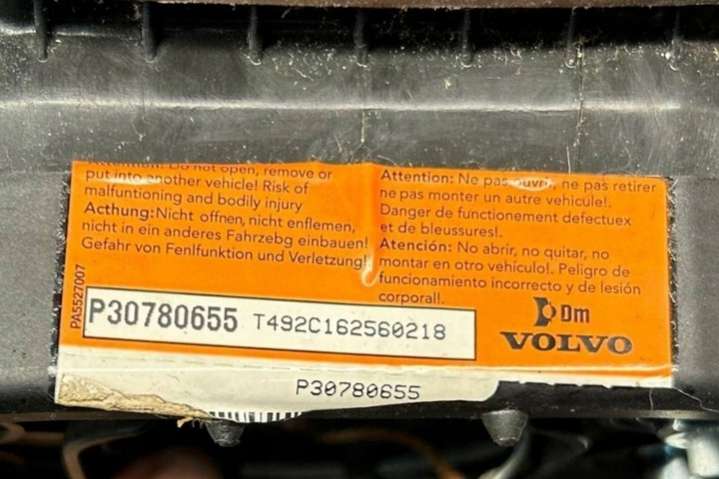 Attention: Do not open, remove or
put into another vehicle! Risk of
malfuntioning and bodily injury
Acthung: Nicht offnen, nicht enflemen,
nicht in ein anderes Fahrzebg einbauen!
Gefahr von Fenlfunktion und Verletzung!
Attention: Ne pas ouvrir, ne pas retirer
ne pas monter un autre vehicule!.
Danger de functionement defectuex
et de bleussures!.
Atención: No abrir, no quitar, no
montar en otro vehículo!. Peligro de
funcionamiento incorrecto y de lesión
corporal!.
PA5527007
P30780655 T492C162560218
Dm
VOLVO
P30780655